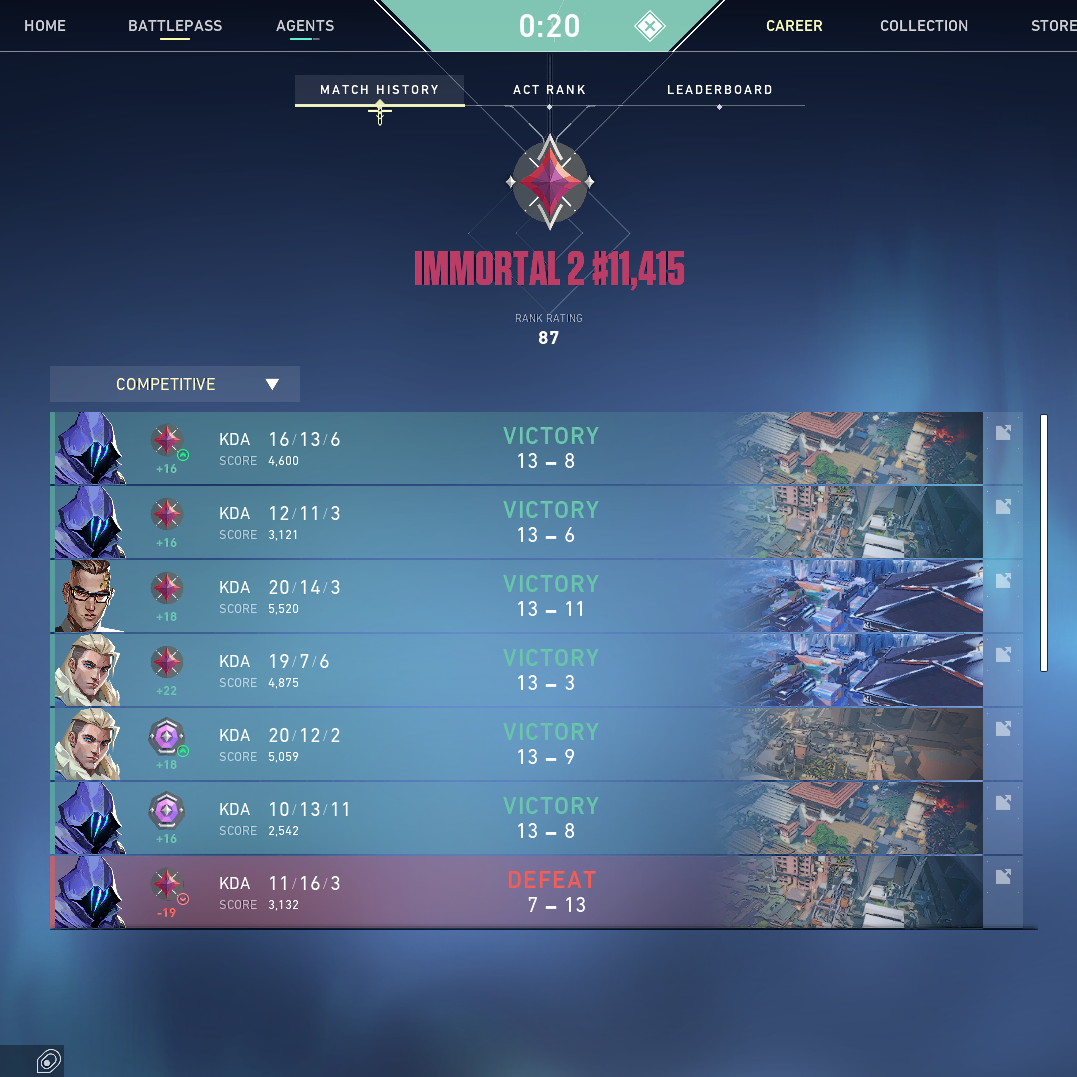 HOME BATTLEPASS AGENTS 0:20 CAREER COLLECTION STORE
MATCH HISTORY ACT RANK LEADERBOARD
IMMORTAL 2 #11,415
RANK RATING
87
COMPETITIVE
KDA 16/13/6 VICTORY
+16 SCORE 4,600 13 – 8
KDA 12/11/3 VICTORY
+16 SCORE 3,121 13 – 6
KDA 20/14/3 VICTORY
+18 SCORE 5,520 13 – 11
KDA 19/7/6 VICTORY
+22 SCORE 4,875 13 – 3
KDA 20/12/2 VICTORY
+18 SCORE 5,059 13 – 9
KDA 10/13/11 VICTORY
+16 SCORE 2,542 13 – 8
KDA 11/16/3 DEFEAT
-19 SCORE 3,132 7 – 13